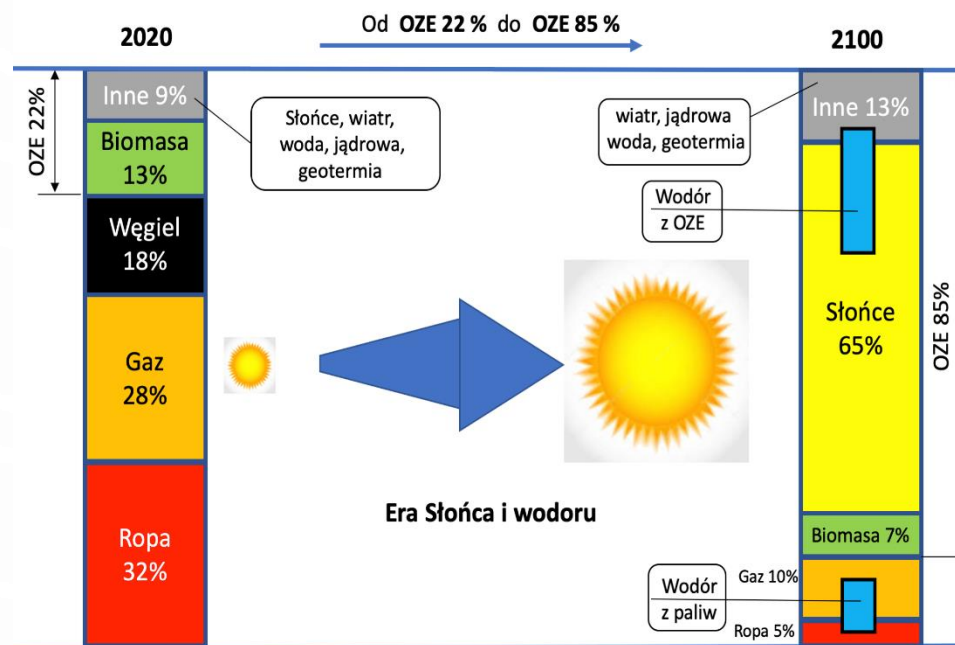 Od OZE 22 % do OZE 85 %
2020
2100
OZE 22%
Inne 9%
Biomasa
13%
Węgiel
18%
Gaz
28%
Ropa
32%
Słońce, wiatr,
woda, jądrowa,
geotermia
Era Słońca i wodoru
wiatr, jądrowa
woda, geotermia
Wodór
z OZE
Wodór
z paliw
Inne 13%
Słońce
65%
Biomasa 7%
Gaz 10%
Ropa 5%
OZE 85%